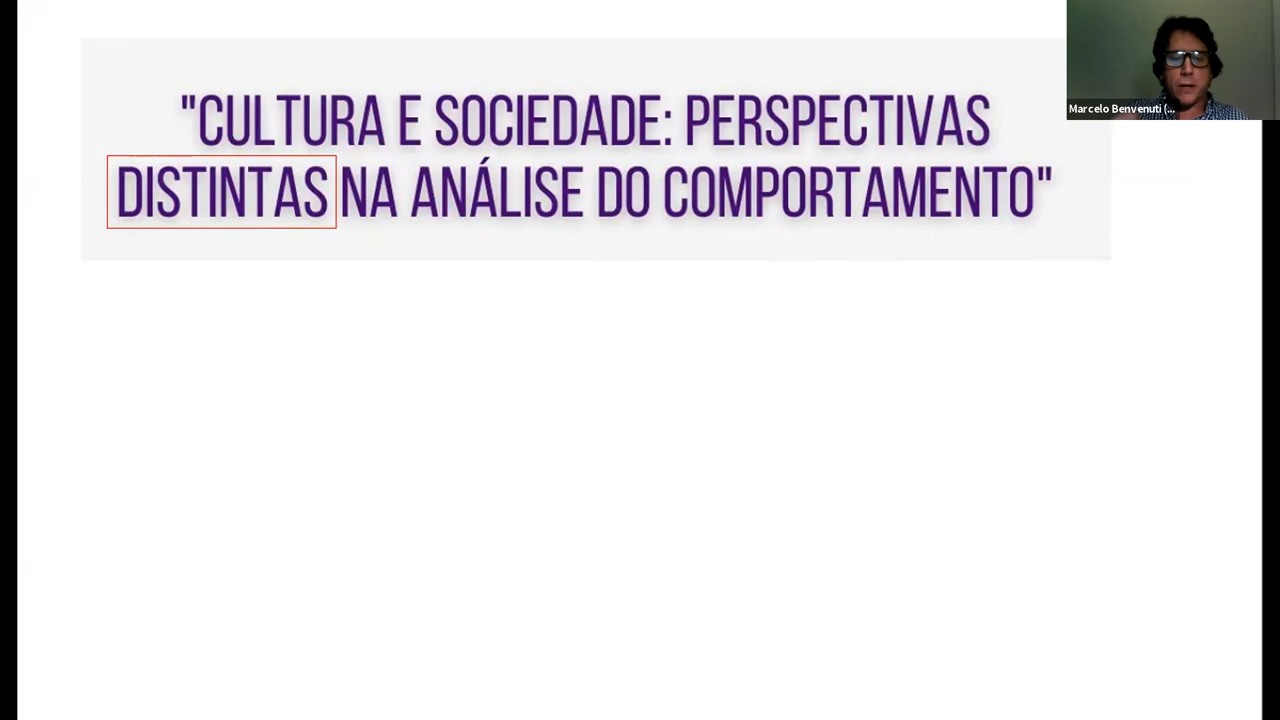 "CULTURA E SOCIEDADE: PERSPECTIVAS
DISTINTAS NA ANÁLISE DO COMPORTAMENTO"
Marcelo Benvenuti (...